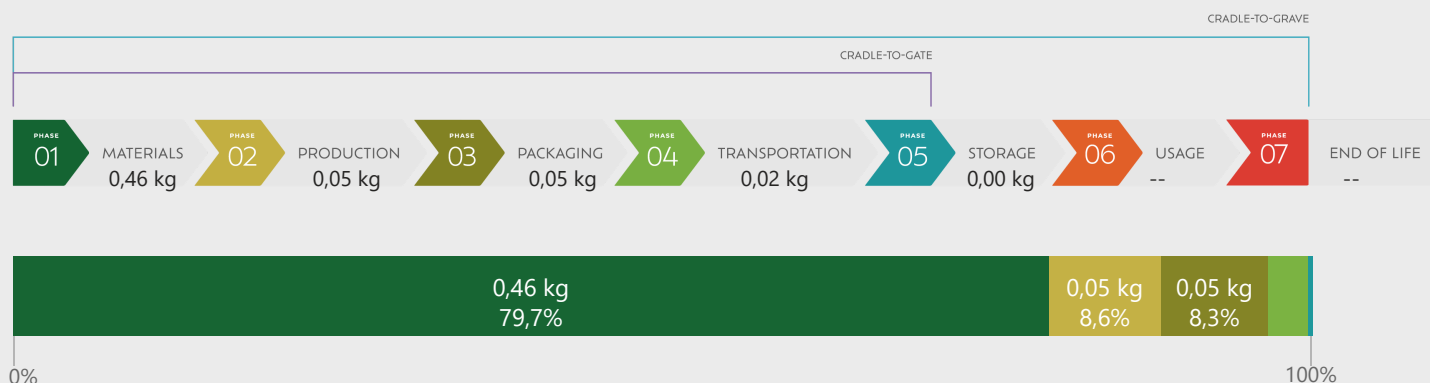 CRADLE-TO-GRAVE
CRADLE-TO-GATE
PHASE
01
MATERIALS
0,46 kg
PHASE
02
PRODUCTION
0,05 kg
PHASE
03
PACKAGING
0,05 kg
PHASE
04
TRANSPORTATION
0,02 kg
PHASE
05
STORAGE
0,00 kg
PHASE
06
USAGE
--
PHASE
07
END OF LIFE
--
0,46 kg
79,7%
0,05 kg
8,6%
0,05 kg
8,3%
0%
100%